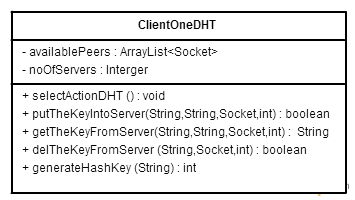 ClientOneDHT
- availablePeers : ArrayList<Socket>
- noOfServers : Interger
+ selectActionDHT () : void
+ putTheKeyIntoServer(String,String,Socket,int) : boolean
+ getTheKeyFromServer(String,String,Socket,int) : String
+ delTheKeyFromServer (String,Socket,int) : boolean
+ generateHashKey (String) : int